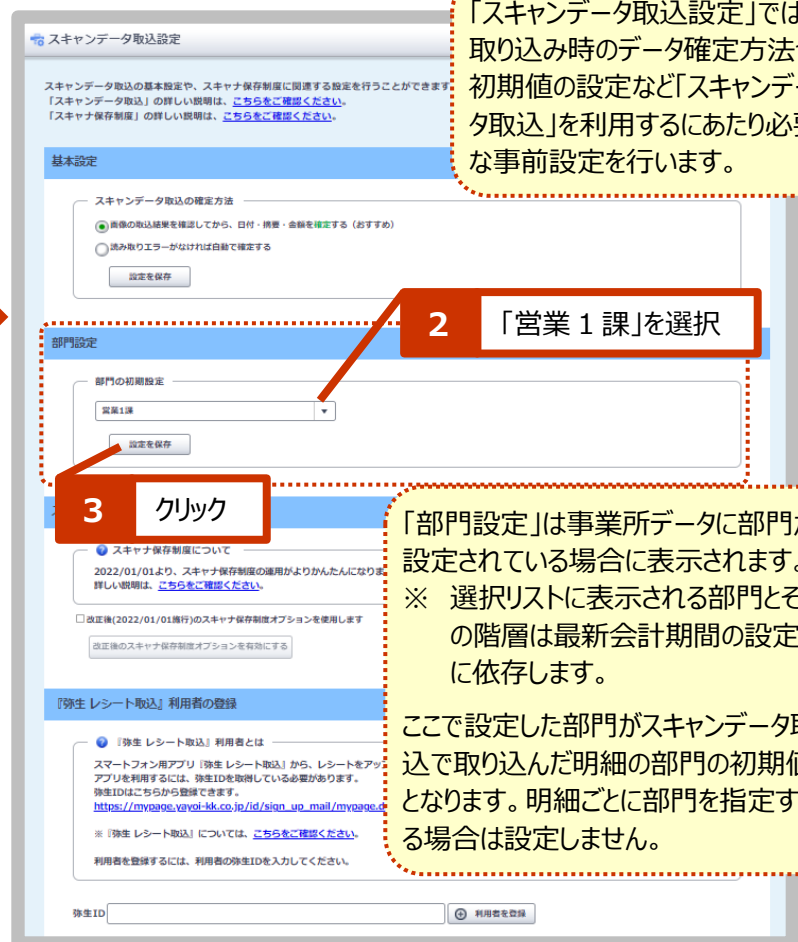 スキャンデータ取込設定
「スキャンデータ取込設定」では
取り込み時のデータ確定方法
初期値の設定など「スキャンデー
タ取込」を利用するにあたり必要
な事前設定を行います。
スキャンデータ取込の基本設定や、スキャナ保存制度に関連する設定を行うことができます
「スキャンデータ取込」の詳しい説明は、こちらをご確認ください。
「スキャナ保存制度」の詳しい説明は、こちらをご確認ください。
基本設定
スキャンデータ取込の確定方法
画像の取込結果を確認してから、日付・摘要・金額を確定する（おすすめ）
読み取りエラーがなければ自動で確定する
設定を保存
2 「営業 1 課」を選択
部門設定
部門の初期設定
営業1課
設定を保存
3 クリック
「部門設定」は事業所データに部門が
設定されている場合に表示されます。
※ 選択リストに表示される部門とそ
の階層は最新会計期間の設定
に依存します。
ここで設定した部門がスキャンデータ取
込で取り込んだ明細の部門の初期値
となります。明細ごとに部門を指定す
る場合は設定しません。
スキャナ保存制度について
2022/01/01より、スキャナ保存制度の運用がよりかんたんになりま
詳しい説明は、こちらをご確認ください。
改正後(2022/01/01施行)のスキャナ保存制度オプションを使用します
改正後のスキャナ保存制度オプションを有効にする
『弥生 レシート取込』利用者の登録
『弥生 レシート取込』利用者とは
スマートフォン用アプリ『弥生 レシート取込』から、レシートをアッ
アプリを利用するには、弥生IDを取得している必要があります。
弥生IDはこちらから登録できます。
https://mypage.yayoi-kk.co.jp/id/sign_up_mail/mypage.d
※『弥生 レシート取込』については、こちらをご確認ください。
利用者を登録するには、利用者の弥生IDを入力してください。
弥生ID
利用者を登録